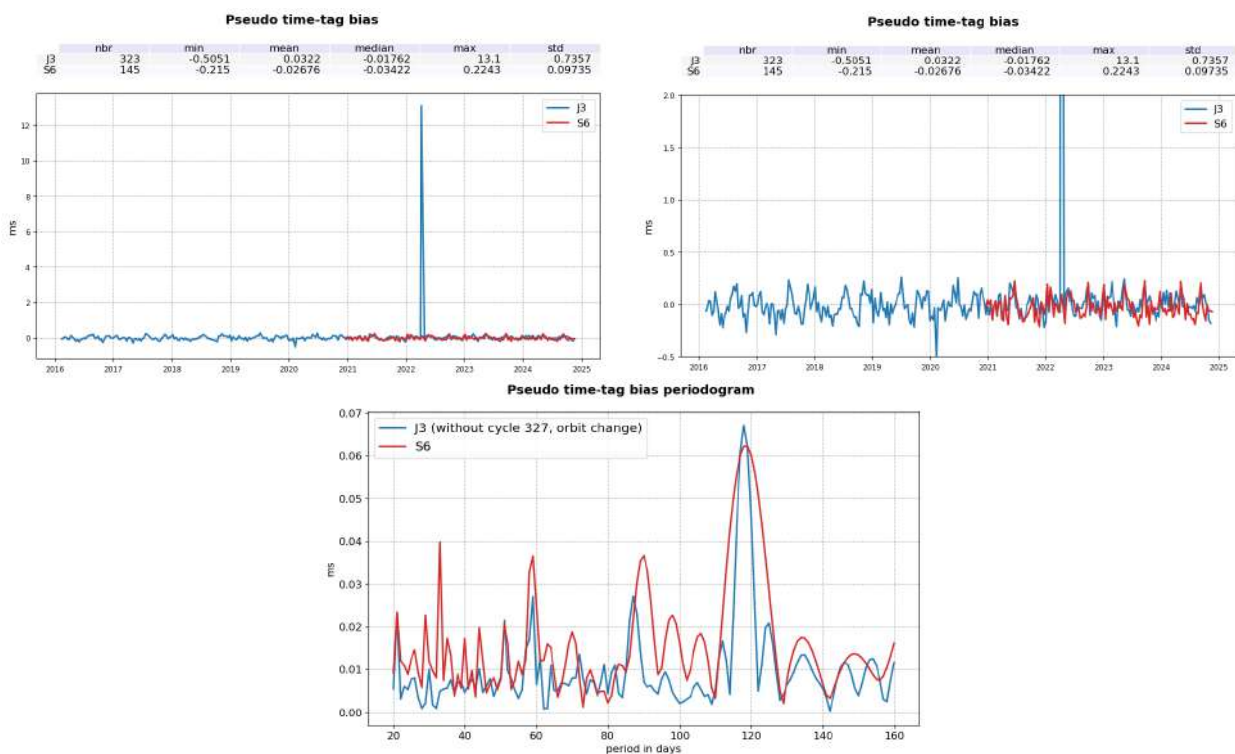 Pseudo time-tag bias
nbr min mean median max std
J3 323 -0.5051 0.0322 -0.01762 13.1 0.7357
S6 145 -0.215 -0.02676 -0.03422 0.2243 0.09735
12
10
8
6
4
2
0
ms
J3
S6
2016 2017 2018 2019 2020 2021 2022 2023 2024 2025
Pseudo time-tag bias
nbr min mean median max std
J3 323 -0.5051 0.0322 -0.01762 13.1 0.7357
S6 145 -0.215 -0.02676 -0.03422 0.2243 0.09735
2.0
1.5
1.0
0.5
0.0
-0.5
ms
J3
S6
2016 2017 2018 2019 2020 2021 2022 2023 2024 2025
Pseudo time-tag bias periodogram
0.07
0.06
0.05
0.04
0.03
0.02
0.01
0.00
ms
J3 (without cycle 327, orbit change)
S6
20 40 60 80 100 120 140 160
period in days